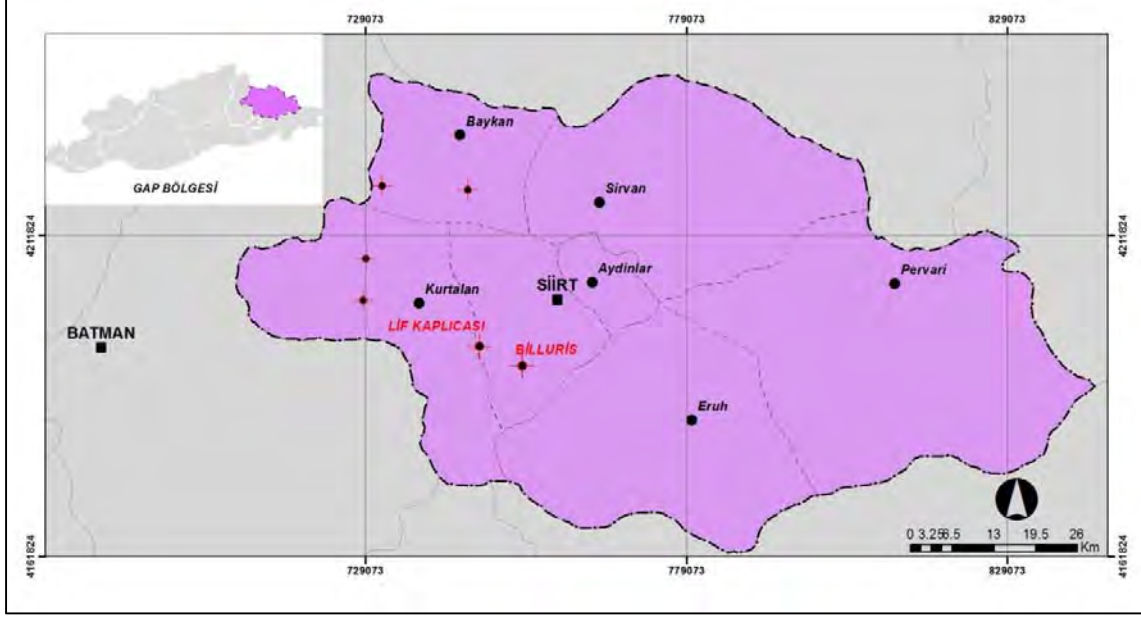 729073
779073
829073
GAP BÖLGESİ
Baykan
Sirvan
4211824
4211824
Aydinlar
Pervari
SİİRT
Kurtalan
LİF KAPLICASI
BATMAN
BİLLURİS
Eruh
0 3.25 6.5 13 19.5 26
Km
4161824
4161824
729073
779073
829073